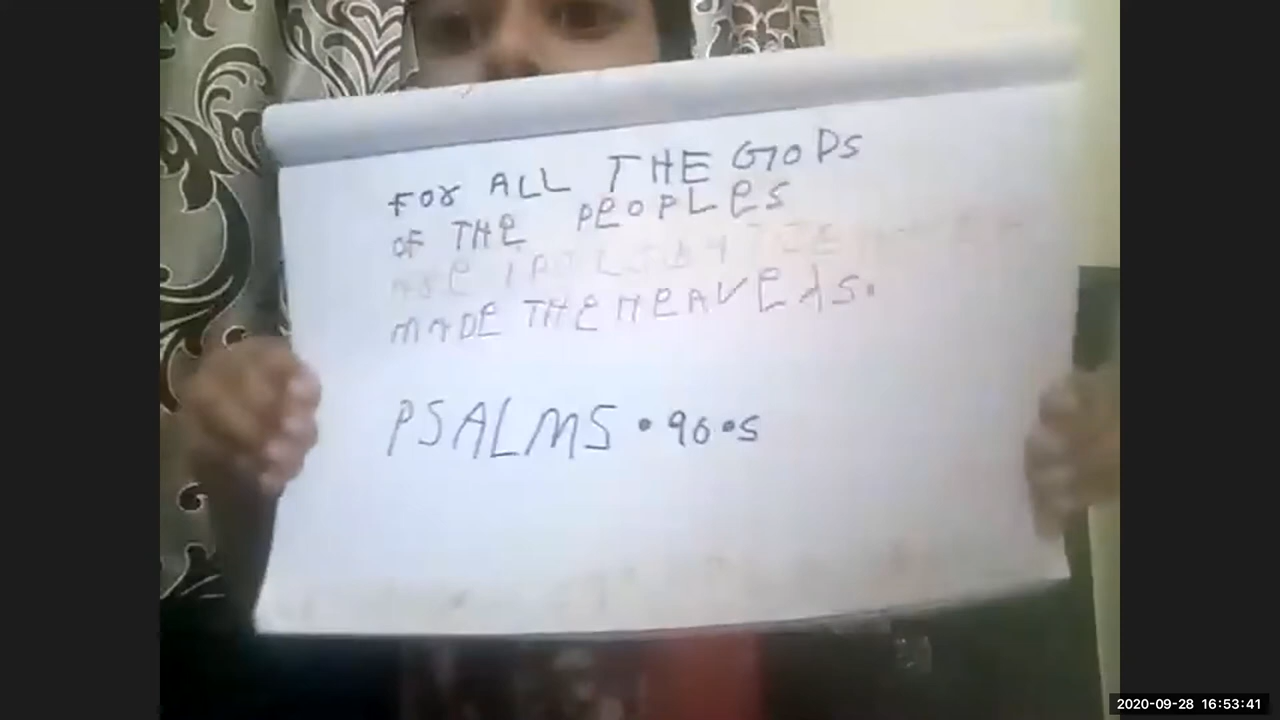 FOR ALL THE GODS
OF THE PEOPLES
MADE THE HEAVENS.
PSALMS • 96 • 5
2020-09-28 16:53:41